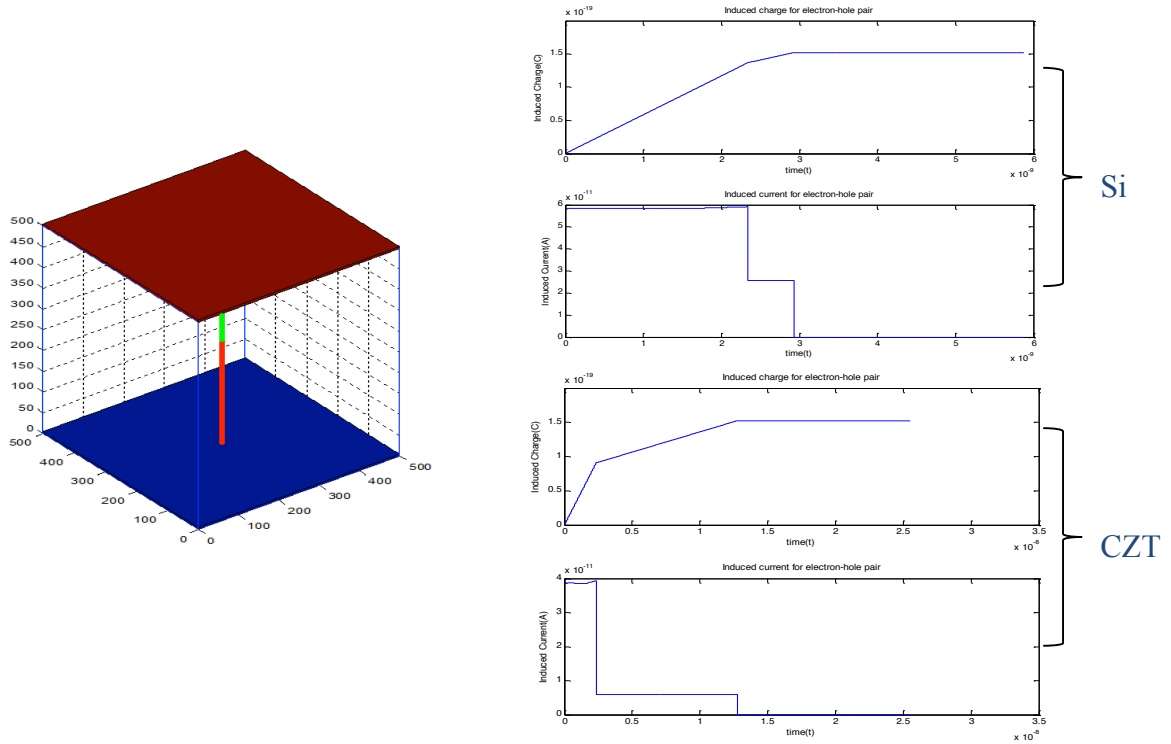 500
450
400
350
300
250
200
150
100
50
0
500
400
300
200
100
0
0
100
200
300
400
500
x 10^-19
Induced charge for electron-hole pair
Induced Charge(C)
2
1.5
1
0.5
0
0 1 2 3 4 5 6
time(t)
x 10^-9
x 10^-11
Induced current for electron-hole pair
Induced Current(A)
6
5
4
3
2
1
0
0 1 2 3 4 5 6
time(t)
x 10^-9
Si
x 10^-19
Induced charge for electron-hole pair
Induced Charge(C)
2
1.5
1
0.5
0
0 0.5 1 1.5 2 2.5 3 3.5
time(t)
x 10^-8
x 10^-11
Induced current for electron-hole pair
Induced Current(A)
4
3
2
1
0
0 0.5 1 1.5 2 2.5 3 3.5
time(t)
x 10^-8
CZT